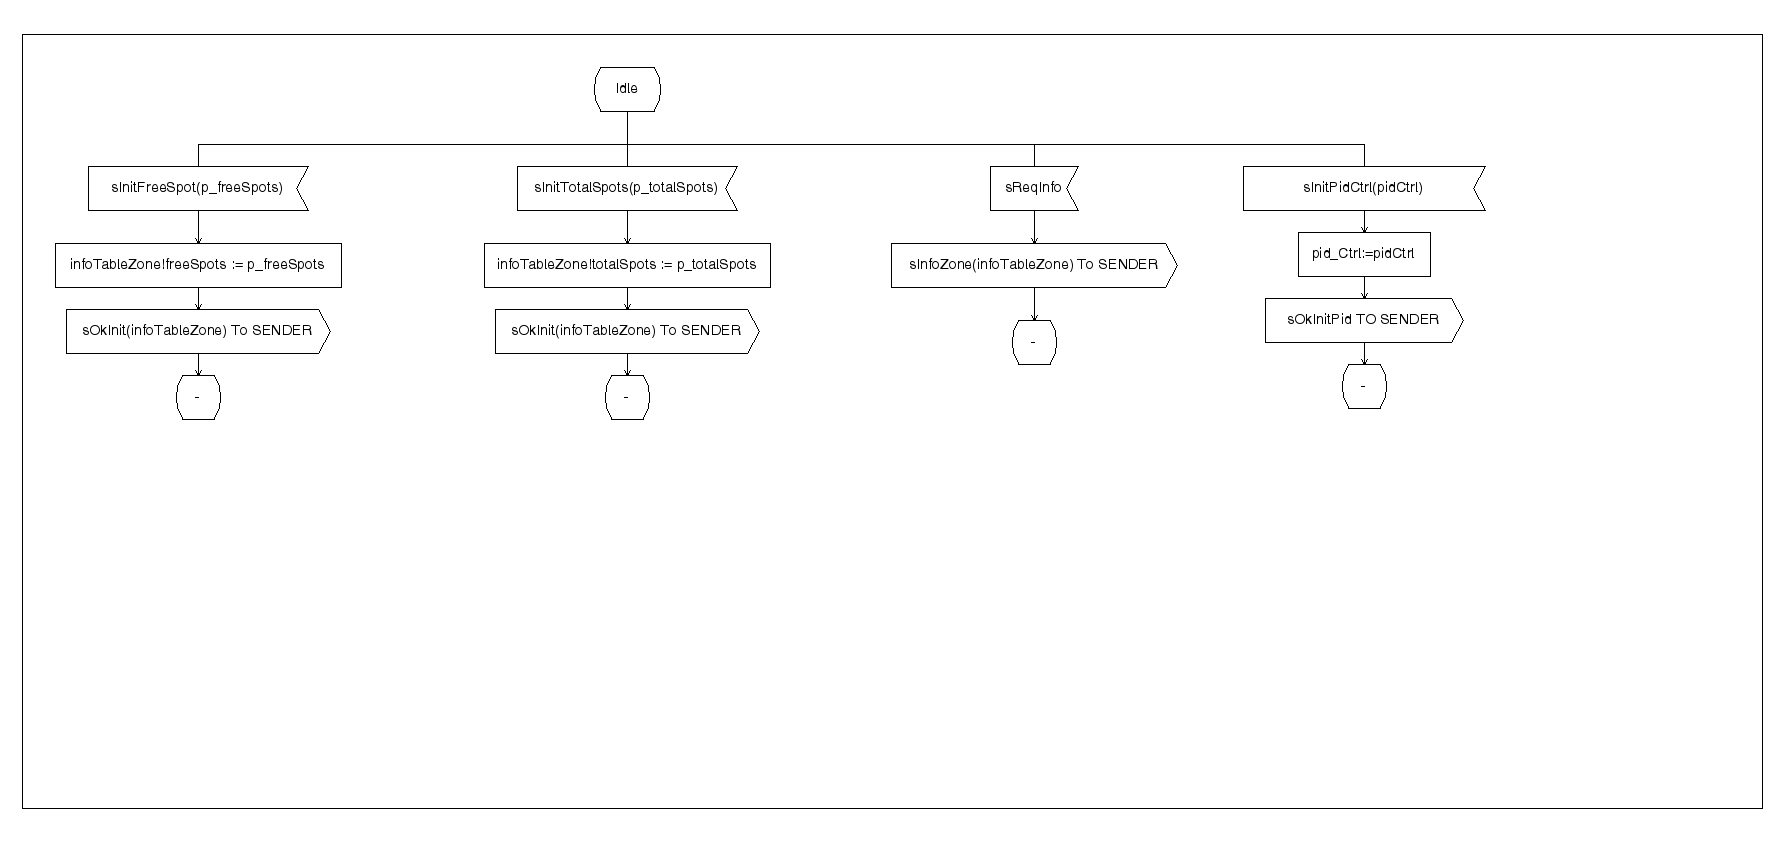 Idle
sInitFreeSpot(p_freeSpots)
sInitTotalSpots(p_totalSpots)
sReqInfo
sInitPidCtrl(pidCtrl)
infoTableZone!freeSpots := p_freeSpots
infoTableZone!totalSpots := p_totalSpots
sInfoZone(infoTableZone) To SENDER
pid_Ctrl:=pidCtrl
sOkInit(infoTableZone) To SENDER
sOkInit(infoTableZone) To SENDER
sOkInitPid TO SENDER
-
-
-
-